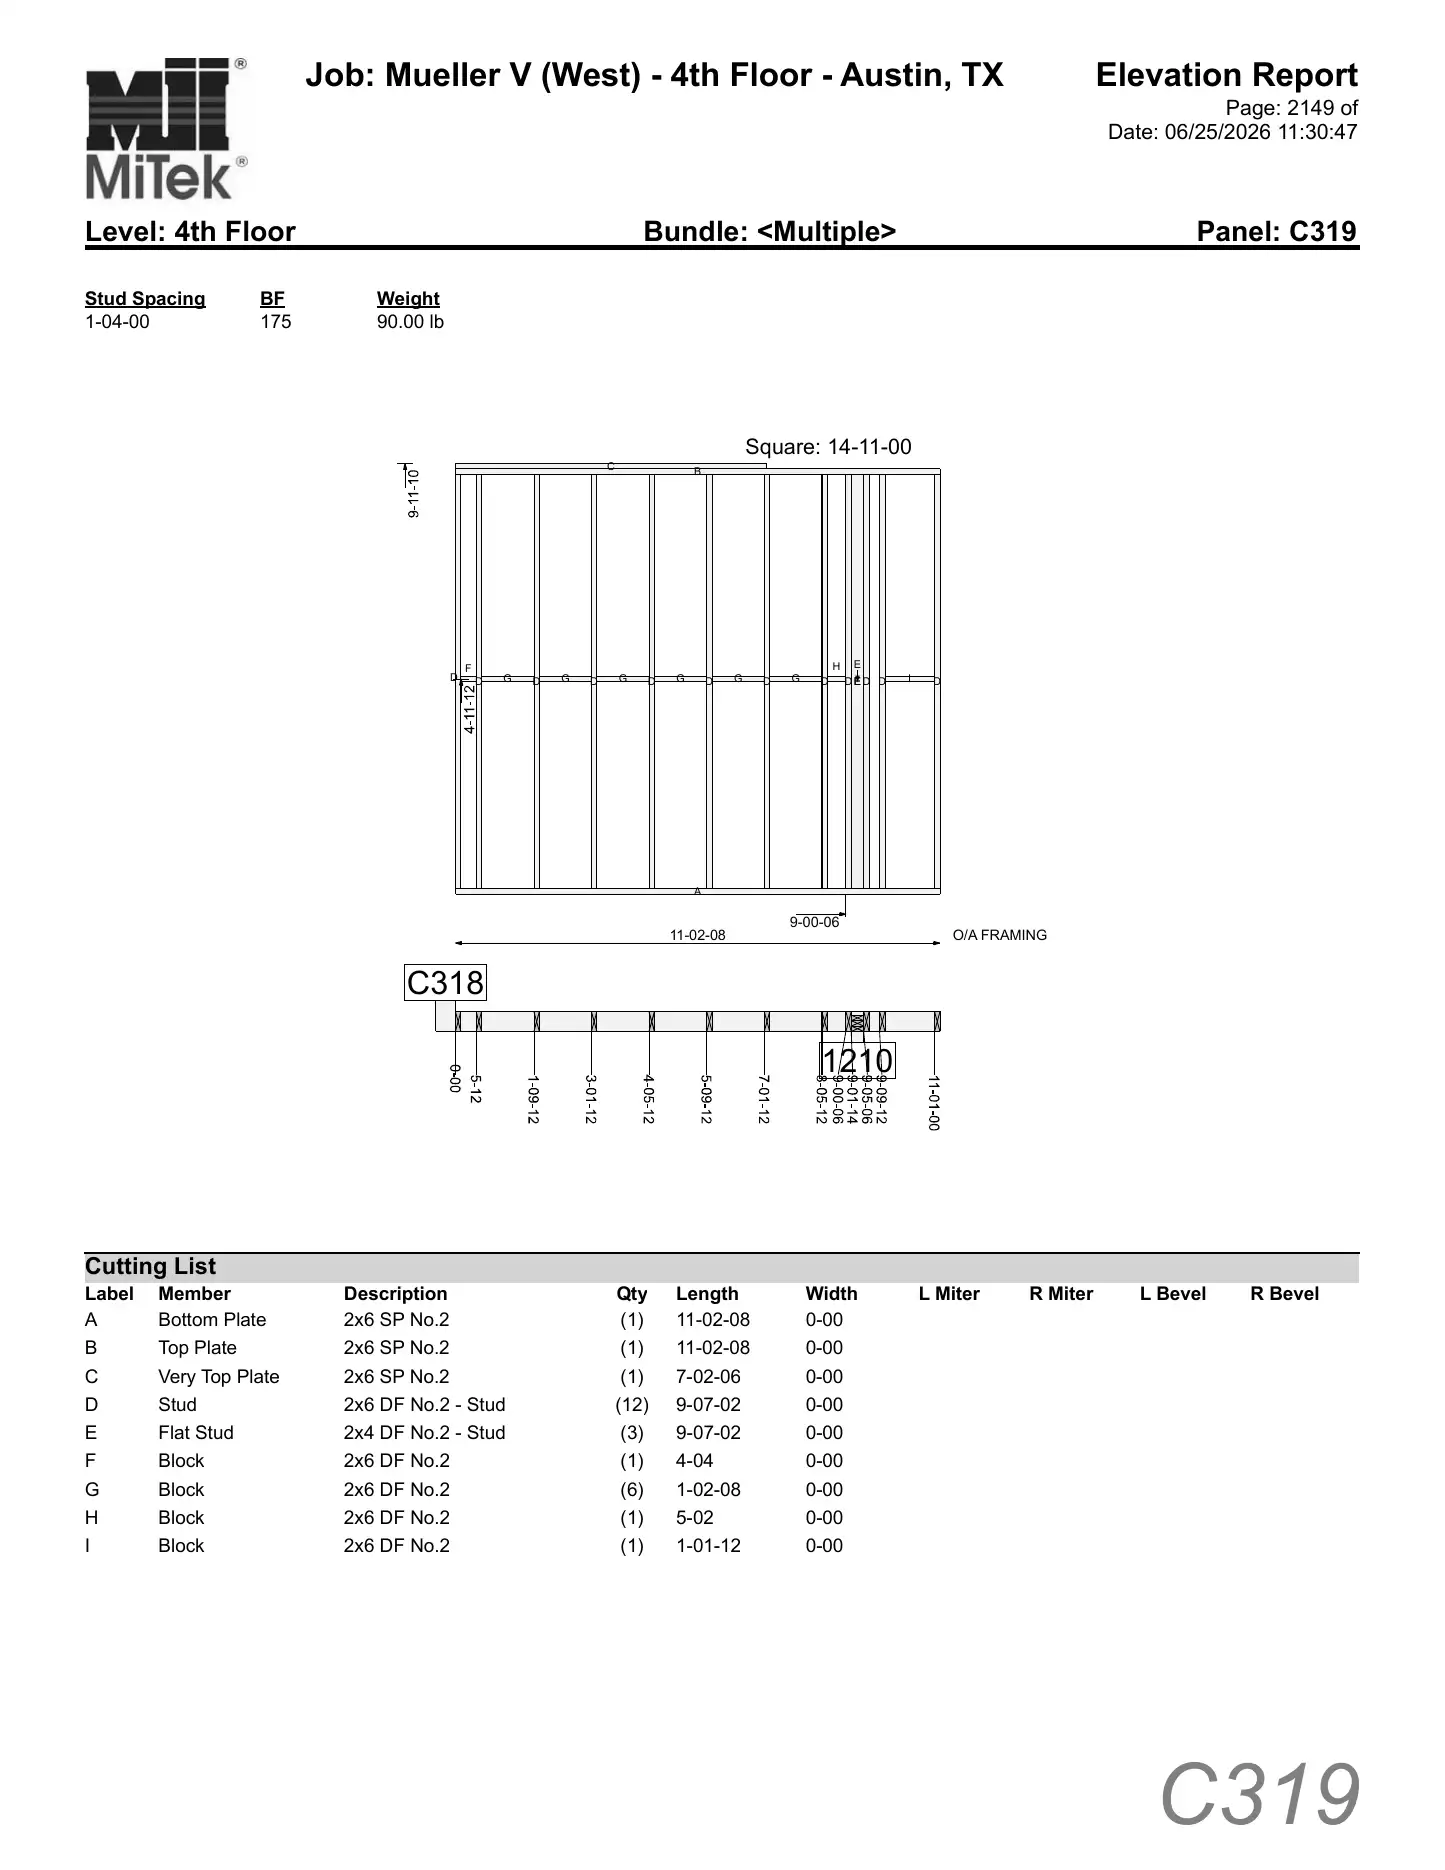 Job: Mueller V (West) - 4th Floor - Austin, TX
Elevation Report
Page: 2149 of
Date: 06/25/2026 11:30:47
MiTek®
Level: 4th Floor Bundle: <Multiple> Panel: C319
Stud Spacing BF Weight
1-04-00 175 90.00 lb
Square: 14-11-00
C B
9-11-10
F H E
D G G G G G G E I
4-11-12
A
9-00-06
11-02-08 O/A FRAMING
C318
1210
0-00 5-12 1-09-12 3-01-12 4-05-12 5-09-12 7-01-12 8-05-12 9-00-06 9-01-14 9-05-06 9-09-12 11-01-00
Cutting List
Label Member Description Qty Length Width L Miter R Miter L Bevel R Bevel
A Bottom Plate 2x6 SP No.2 (1) 11-02-08 0-00
B Top Plate 2x6 SP No.2 (1) 11-02-08 0-00
C Very Top Plate 2x6 SP No.2 (1) 7-02-06 0-00
D Stud 2x6 DF No.2 - Stud (12) 9-07-02 0-00
E Flat Stud 2x4 DF No.2 - Stud (3) 9-07-02 0-00
F Block 2x6 DF No.2 (1) 4-04 0-00
G Block 2x6 DF No.2 (6) 1-02-08 0-00
H Block 2x6 DF No.2 (1) 5-02 0-00
I Block 2x6 DF No.2 (1) 1-01-12 0-00
C319